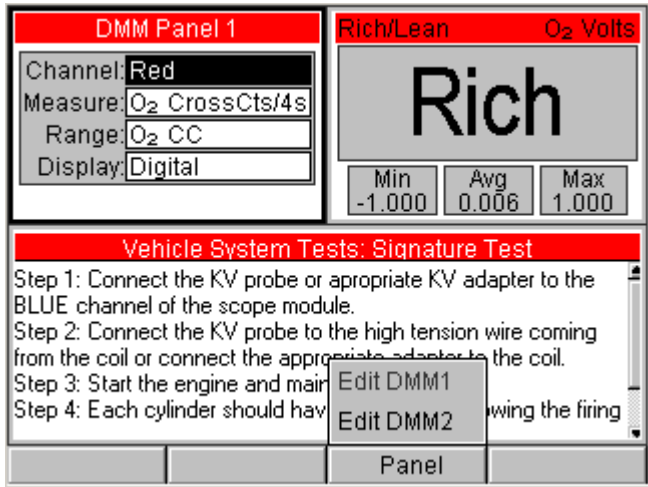 DMM Panel 1
Channel: Red
Measure: O₂ CrossCts/4s
Range: O₂ CC
Display: Digital
Rich/Lean O₂ Volts
Rich
Min Avg Max
-1.000 0.006 1.000
Vehicle System Tests: Signature Test
Step 1: Connect the KV probe or apropriate KV adapter to the
BLUE channel of the scope module.
Step 2: Connect the KV probe to the high tension wire coming
from the coil or connect the appropriate adapter to the coil.
Step 3: Start the engine and
Step 4: Each cylinder should the firing
Edit DMM1
Edit DMM2
Panel